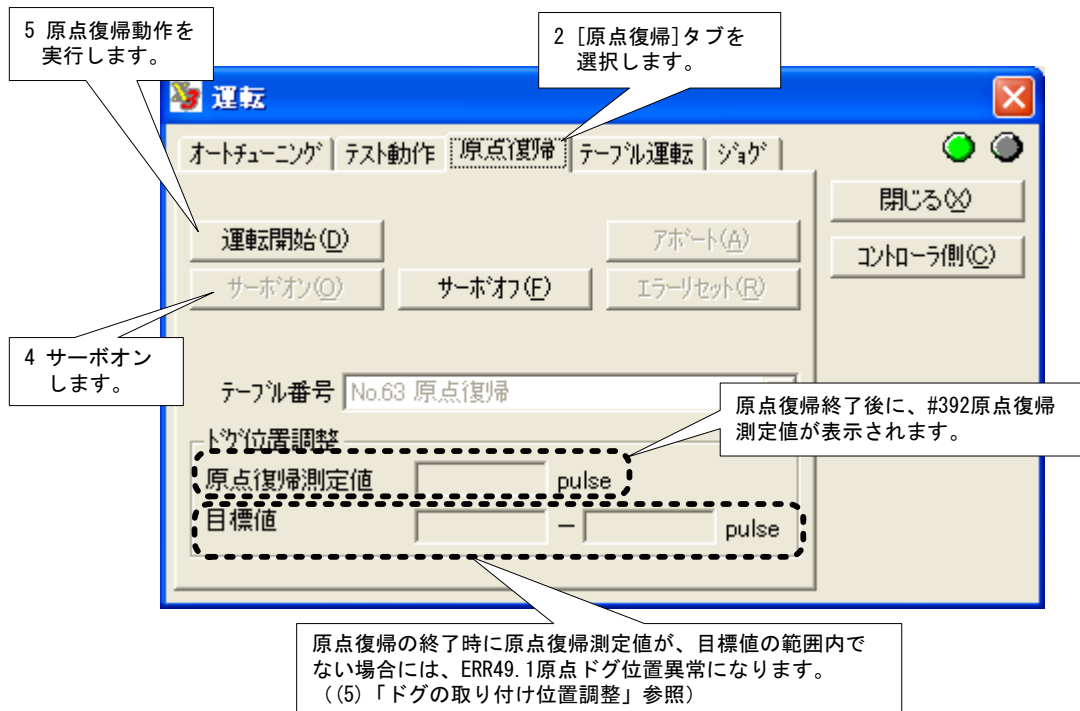 5 原点復帰動作を
実行します。
2 [原点復帰]タブを
選択します。
運転
オートチューニング
テスト動作
原点復帰
テーブル運転
ジョグ
閉じる(X)
運転開始(D)
アボート(A)
コントローラ側(C)
サーボオン(O)
サーボオフ(F)
エラーリセット(R)
4 サーボオン
します。
テーブル番号 No.63 原点復帰
原点復帰終了後に、#392原点復帰
測定値が表示されます。
ドグ位置調整
原点復帰測定値 pulse
目標値 － pulse
原点復帰の終了時に原点復帰測定値が、目標値の範囲内で
ない場合には、ERR49.1原点ドグ位置異常になります。
((5)「ドグの取り付け位置調整」参照)